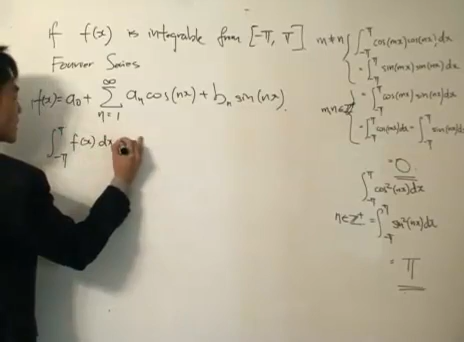 if f(x) is integrable from [-π, π]
Fourier Series
f(x) = a₀ + ∑_{n=1}^{∞} aₙ cos(nx) + bₙ sin(nx)
∫_{-π}^{π} f(x) dx
m≠n { ∫_{-π}^{π} cos(mx) cos(nx) dx
= ∫_{-π}^{π} sin(mx) sin(nx) dx
m,n∈ℤ⁺ { = ∫_{-π}^{π} cos(mx) sin(nx) dx
= ∫_{-π}^{π} cos(nx) dx = ∫_{-π}^{π} sin(nx) dx
= 0
∫_{-π}^{π} cos²(nx) dx
n∈ℤ⁺ = ∫_{-π}^{π} sin²(nx) dx
= π